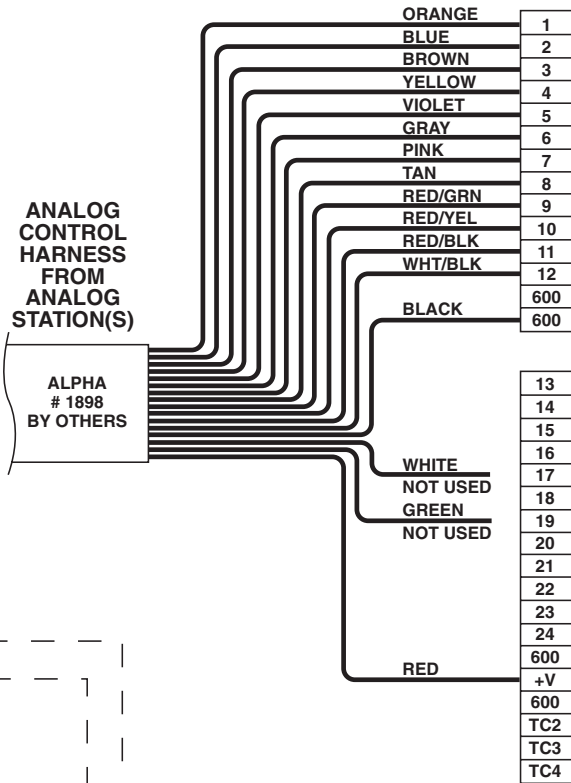 ORANGE
BLUE
BROWN
YELLOW
VIOLET
GRAY
PINK
TAN
RED/GRN
RED/YEL
RED/BLK
WHT/BLK
BLACK
1
2
3
4
5
6
7
8
9
10
11
12
600
600
ANALOG
CONTROL
HARNESS
FROM
ANALOG
STATION(S)
ALPHA
# 1898
BY OTHERS
WHITE
NOT USED
GREEN
NOT USED
RED
13
14
15
16
17
18
19
20
21
22
23
24
600
+V
600
TC2
TC3
TC4